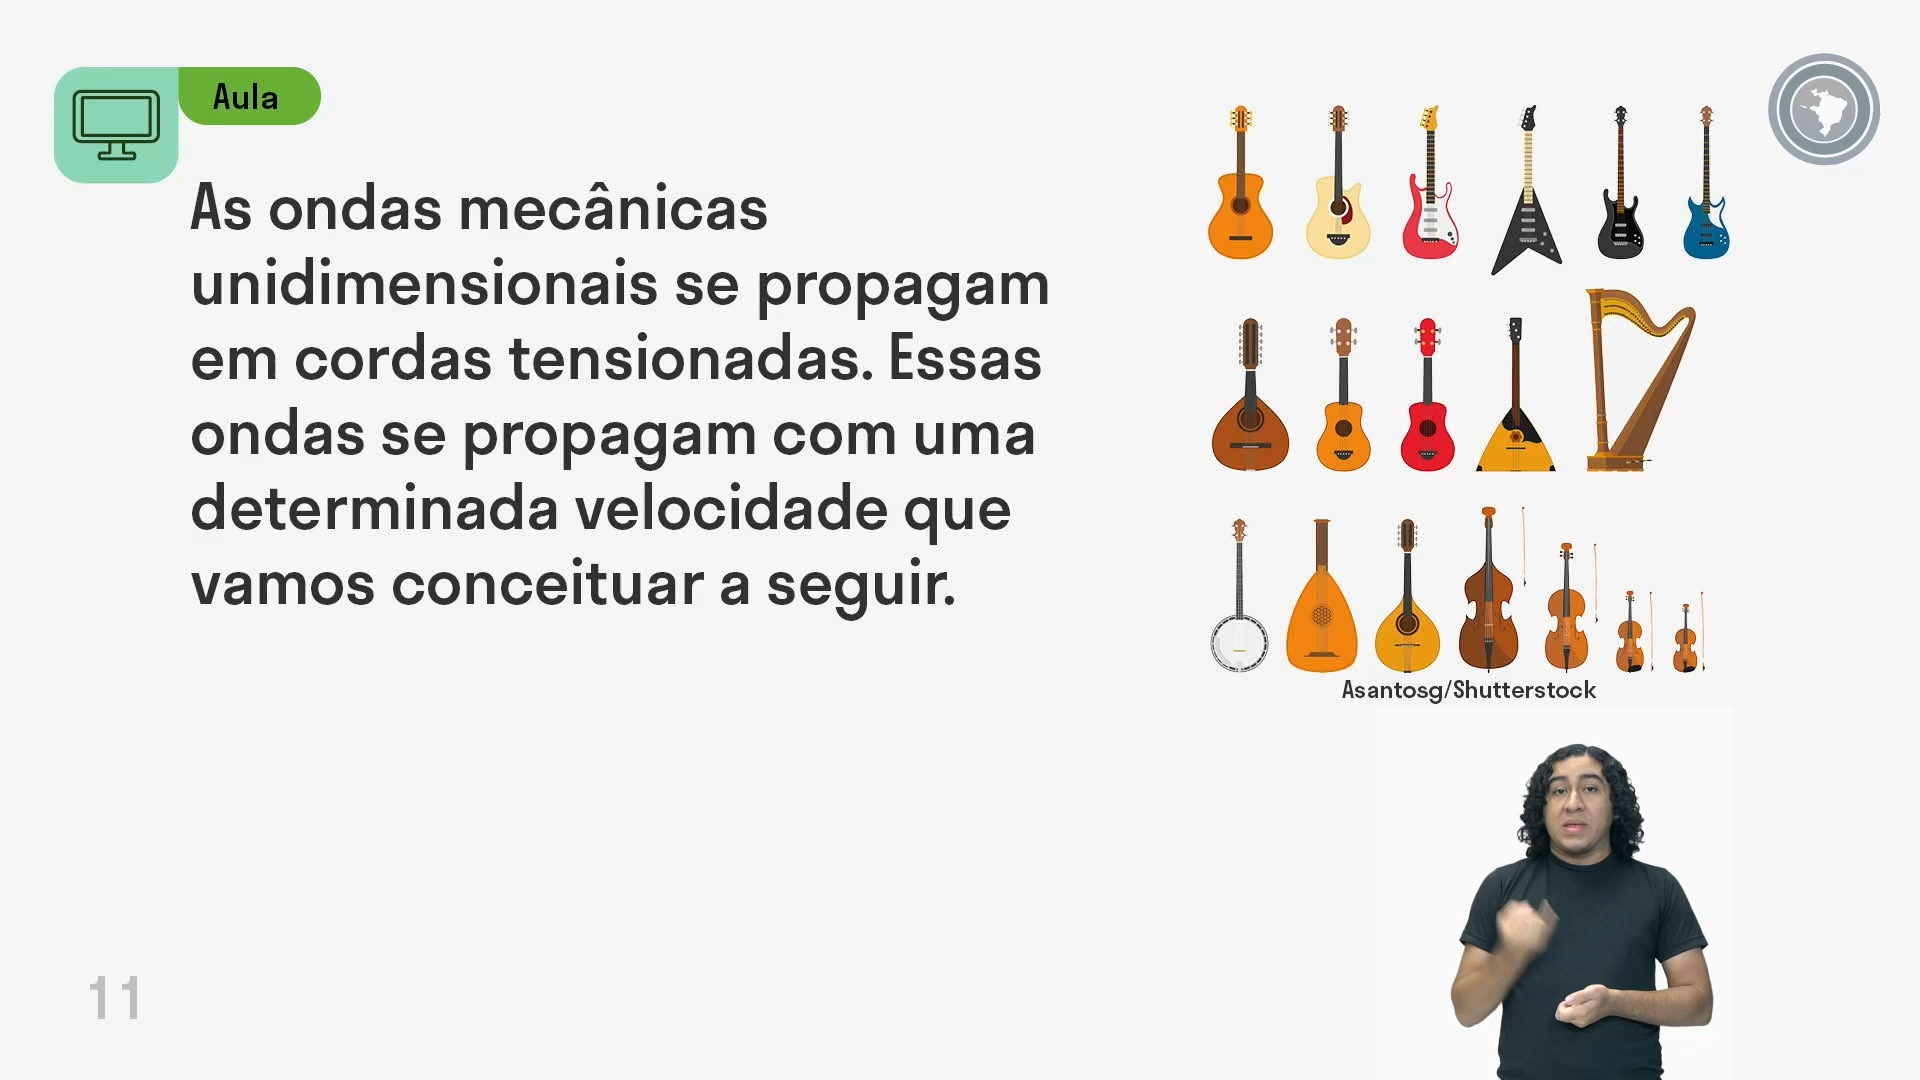 Aula
As ondas mecânicas
unidimensionais se propagam
em cordas tensionadas. Essas
ondas se propagam com uma
determinada velocidade que
vamos conceituar a seguir.
Asantosg/Shutterstock
11